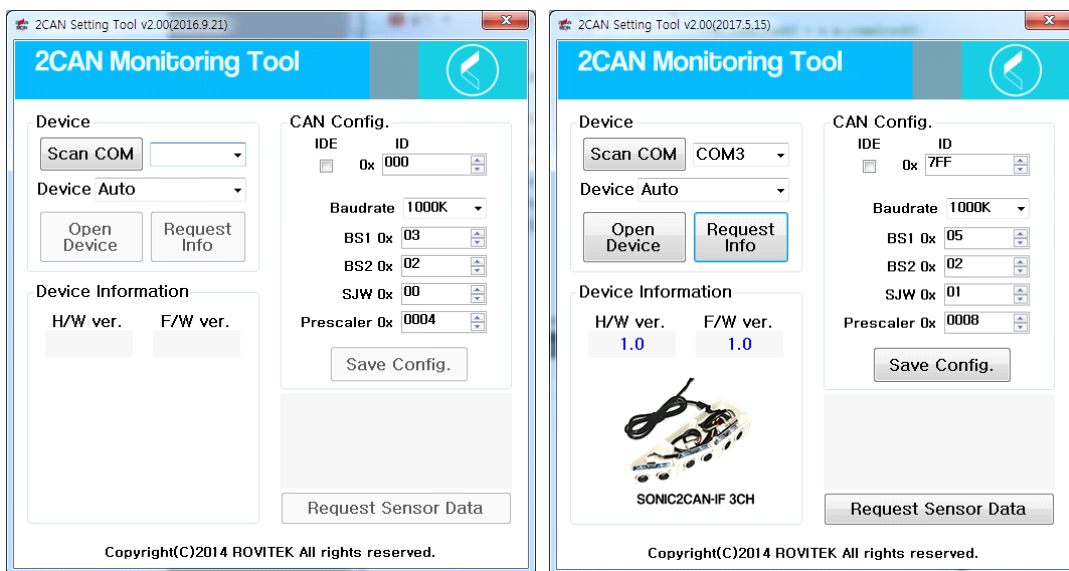 2CAN Setting Tool v2.00(2016.9.21)
2CAN Monitoring Tool
Device
Scan COM
Device Auto
Open Device
Request Info
Device Information
H/W ver. F/W ver.
CAN Config.
IDE ID
0x 000
Baudrate 1000K
BS1 0x 03
BS2 0x 02
SJW 0x 00
Prescaler 0x 0004
Save Config.
Request Sensor Data
Copyright(C)2014 ROVITEK All rights reserved.
2CAN Setting Tool v2.00(2017.5.15)
2CAN Monitoring Tool
Device
Scan COM COM3
Device Auto
Open Device
Request Info
Device Information
H/W ver. F/W ver.
1.0 1.0
SONIC2CAN-IF 3CH
CAN Config.
IDE ID
0x 7FF
Baudrate 1000K
BS1 0x 05
BS2 0x 02
SJW 0x 01
Prescaler 0x 0008
Save Config.
Request Sensor Data
Copyright(C)2014 ROVITEK All rights reserved.